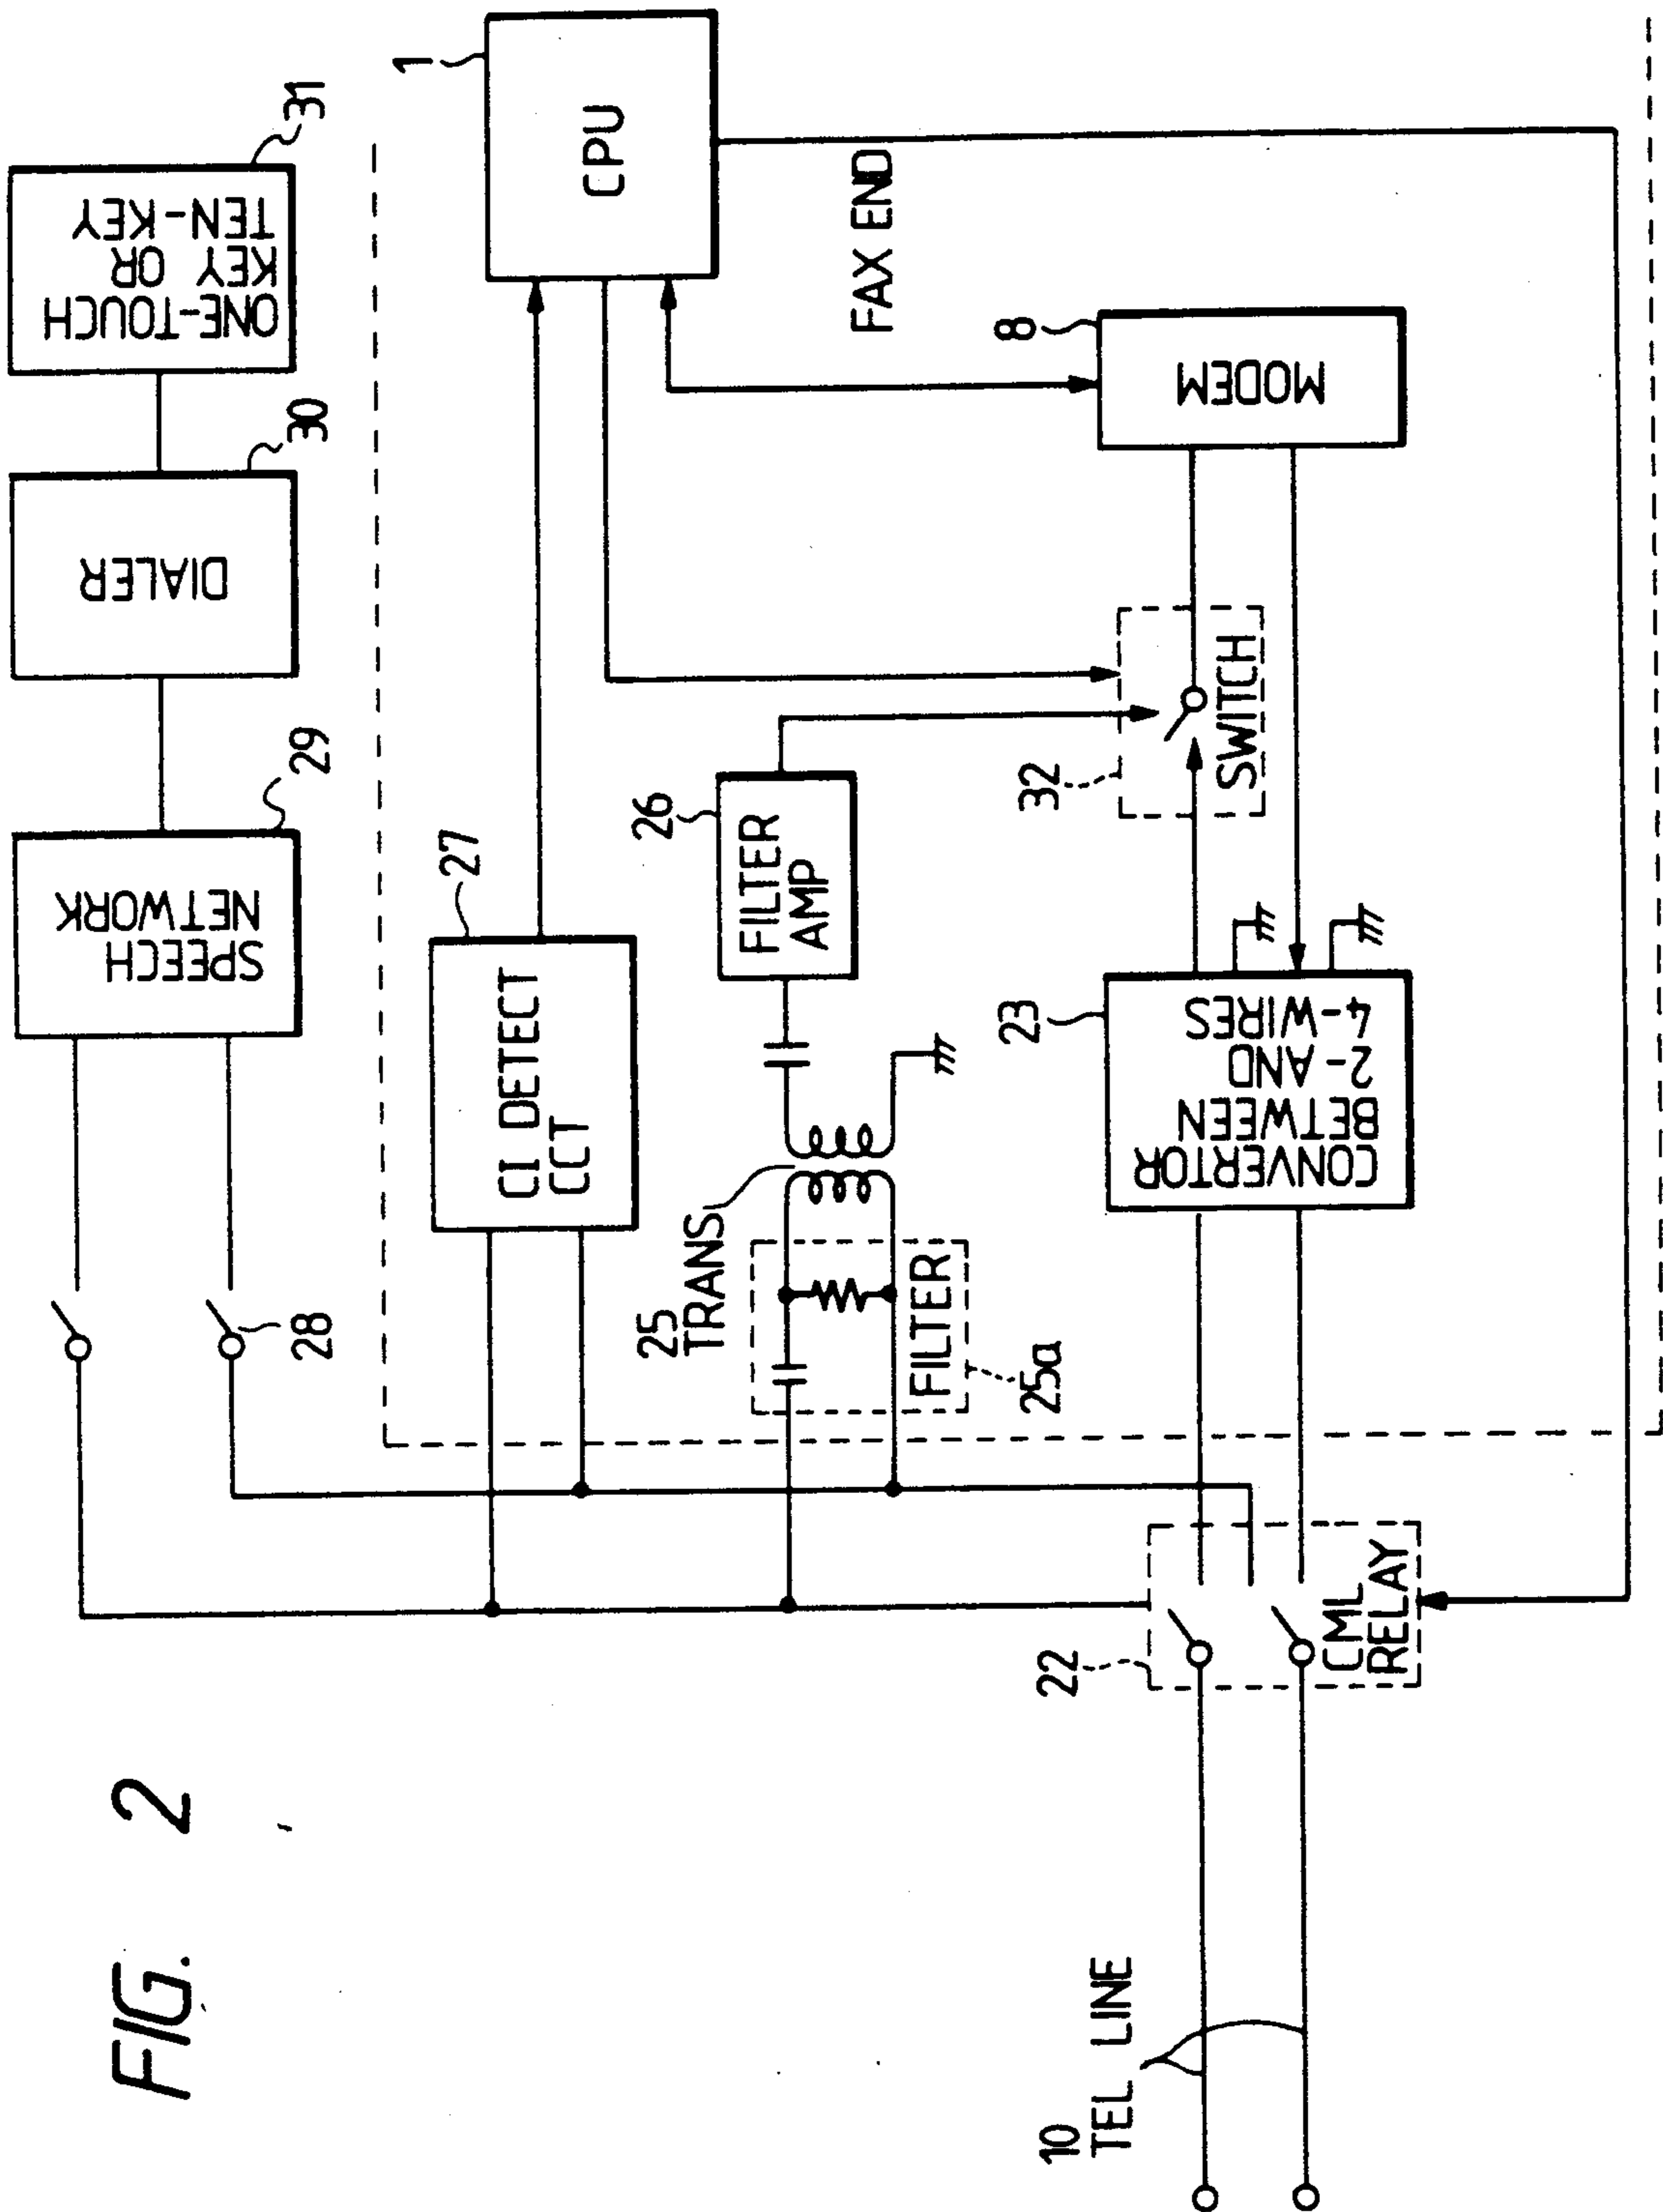 FIG. 2
10
TEL LINE
22
CML
RELAY
28
SPEECH
NETWORK
29
DIALER
30
ONE-TOUCH
KEY OR
TEN-KEY
31
CI DETECT
CCT
27
25
TRANS
FILTER
25a
FILTER
AMP
26
CONVERTOR
BETWEEN
2- AND
4-WIRES
23
SWITCH
32
MODEM
8
CPU
1
FAX END